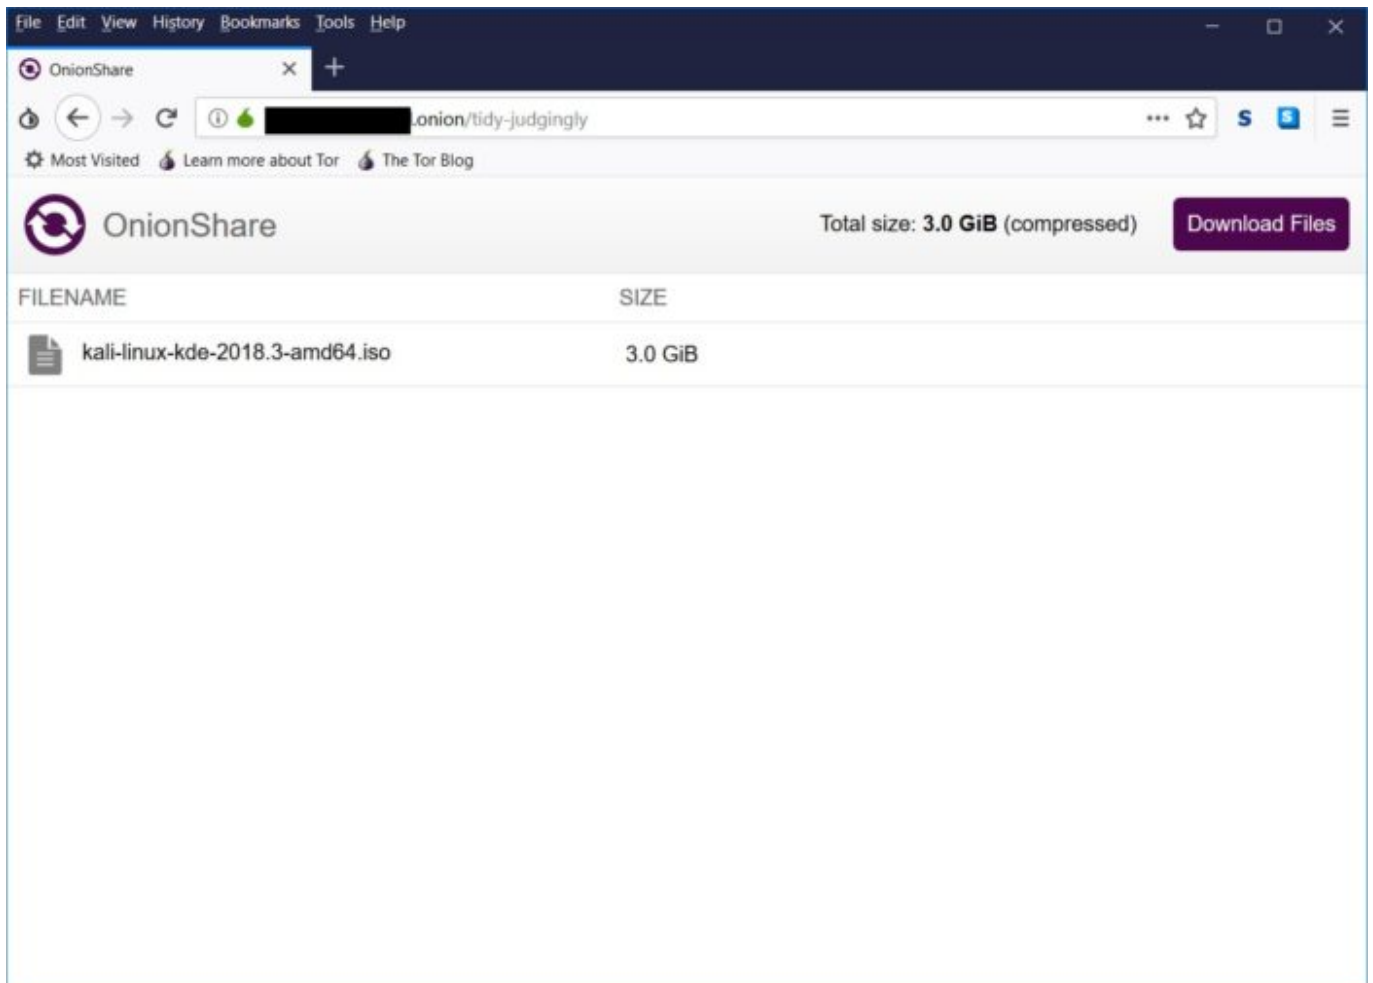 File Edit View History Bookmarks Tools Help
OnionShare
.onion/tidy-judgingly
S S
Most Visited Learn more about Tor The Tor Blog
OnionShare Total size: 3.0 GiB (compressed) Download Files
FILENAME SIZE
kali-linux-kde-2018.3-amd64.iso 3.0 GiB